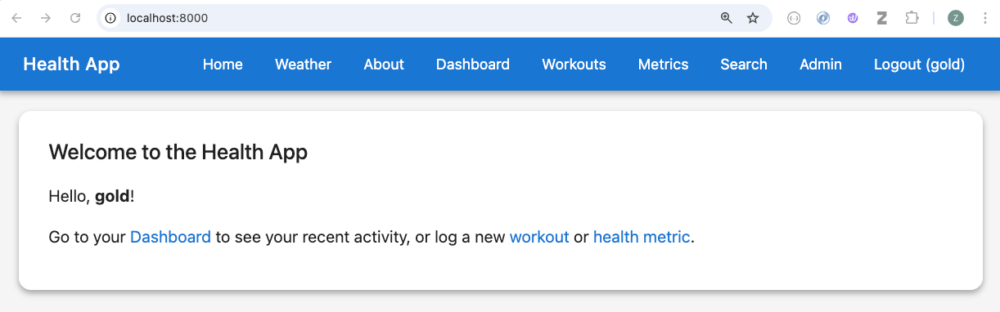 localhost:8000
Z
Health App Home Weather About Dashboard Workouts Metrics Search Admin Logout (gold)
Welcome to the Health App
Hello, gold!
Go to your Dashboard to see your recent activity, or log a new workout or health metric.